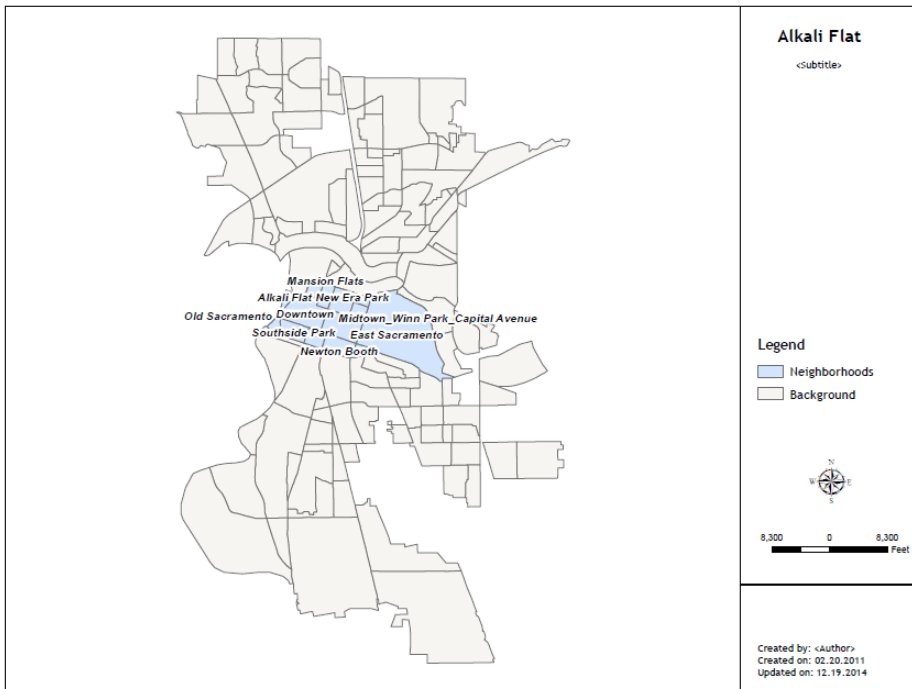 Alkali Flat
<Subtitle>
Mansion Flats
Alkali Flat New Era Park
Old Sacramento Downtown Midtown_Winn Park_Capital Avenue
Southside Park East Sacramento
Newton Booth
Legend
Neighborhoods
Background
N
W E
S
8,300 0 8,300
Feet
Created by: <Author>
Created on: 02.20.2011
Updated on: 12.19.2014